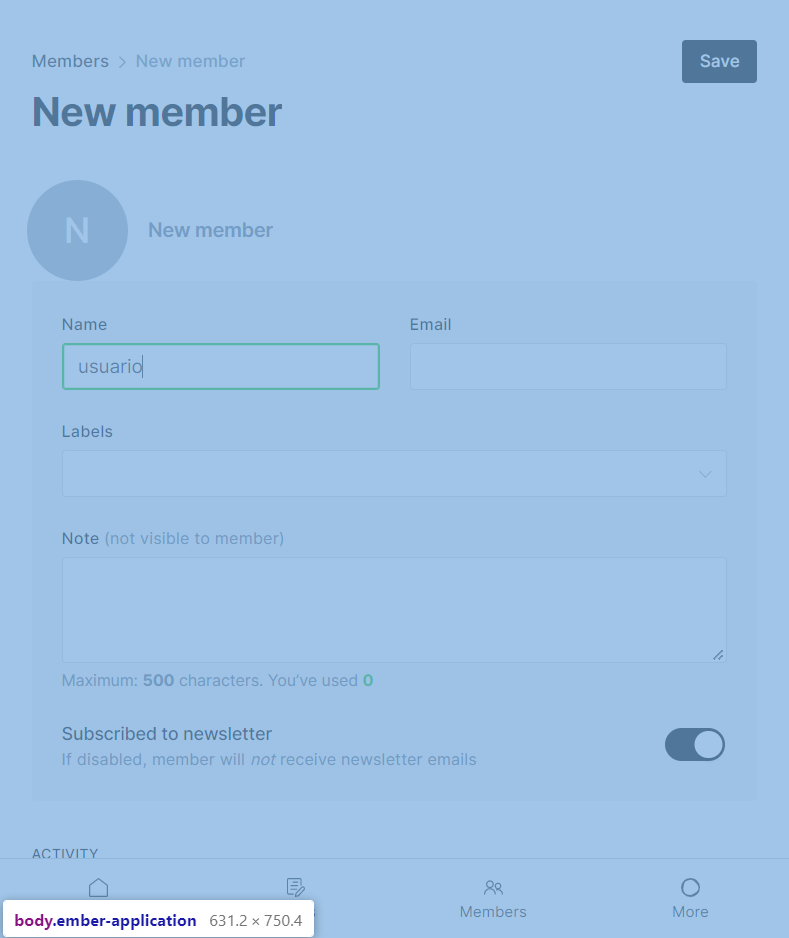 Members > New member
Save
New member
N
New member
Name
Email
usuario
Labels
Note (not visible to member)
Maximum: 500 characters. You’ve used 0
Subscribed to newsletter
If disabled, member will not receive newsletter emails
ACTIVITY
Members
More
body.ember-application 631.2 × 750.4